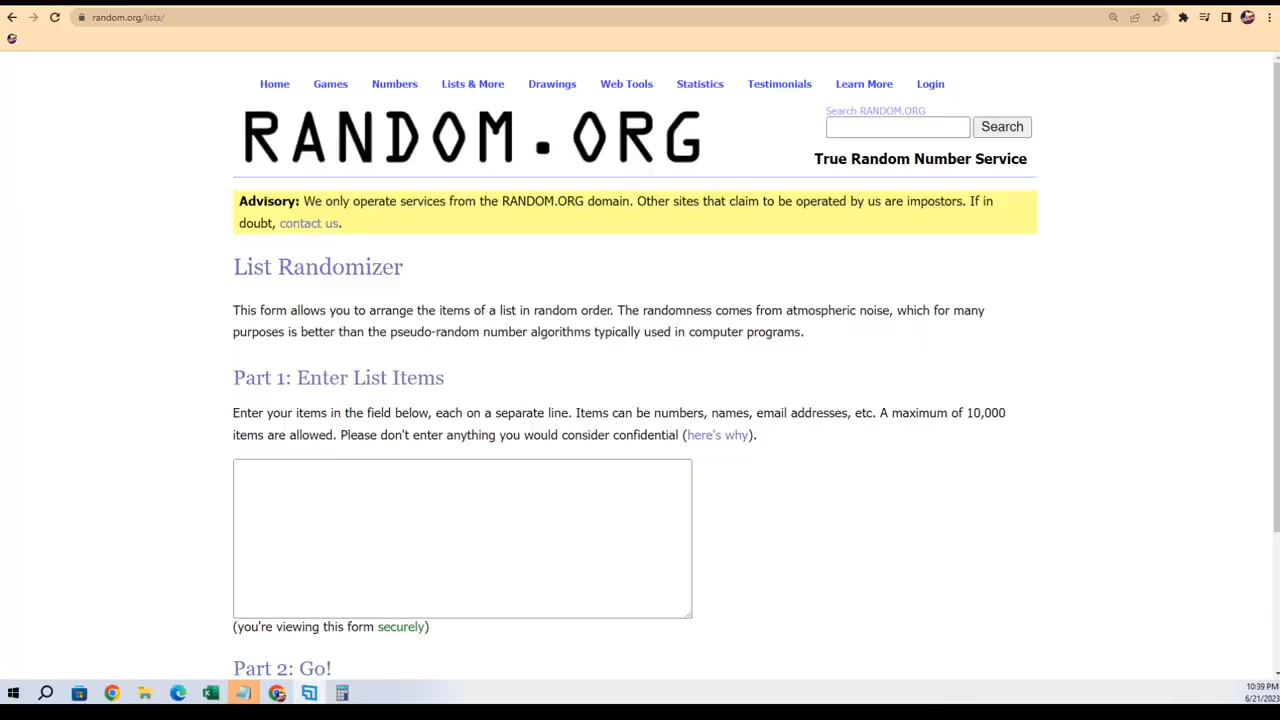 random.org/lists/
Home Games Numbers Lists & More Drawings Web Tools Statistics Testimonials Learn More Login
RANDOM.ORG
Search RANDOM.ORG
Search
True Random Number Service
Advisory: We only operate services from the RANDOM.ORG domain. Other sites that claim to be operated by us are impostors. If in
doubt, contact us.
List Randomizer
This form allows you to arrange the items of a list in random order. The randomness comes from atmospheric noise, which for many
purposes is better than the pseudo-random number algorithms typically used in computer programs.
Part 1: Enter List Items
Enter your items in the field below, each on a separate line. Items can be numbers, names, email addresses, etc. A maximum of 10,000
items are allowed. Please don't enter anything you would consider confidential (here's why).
(you're viewing this form securely)
Part 2: Go!
10:39 PM
6/21/2023